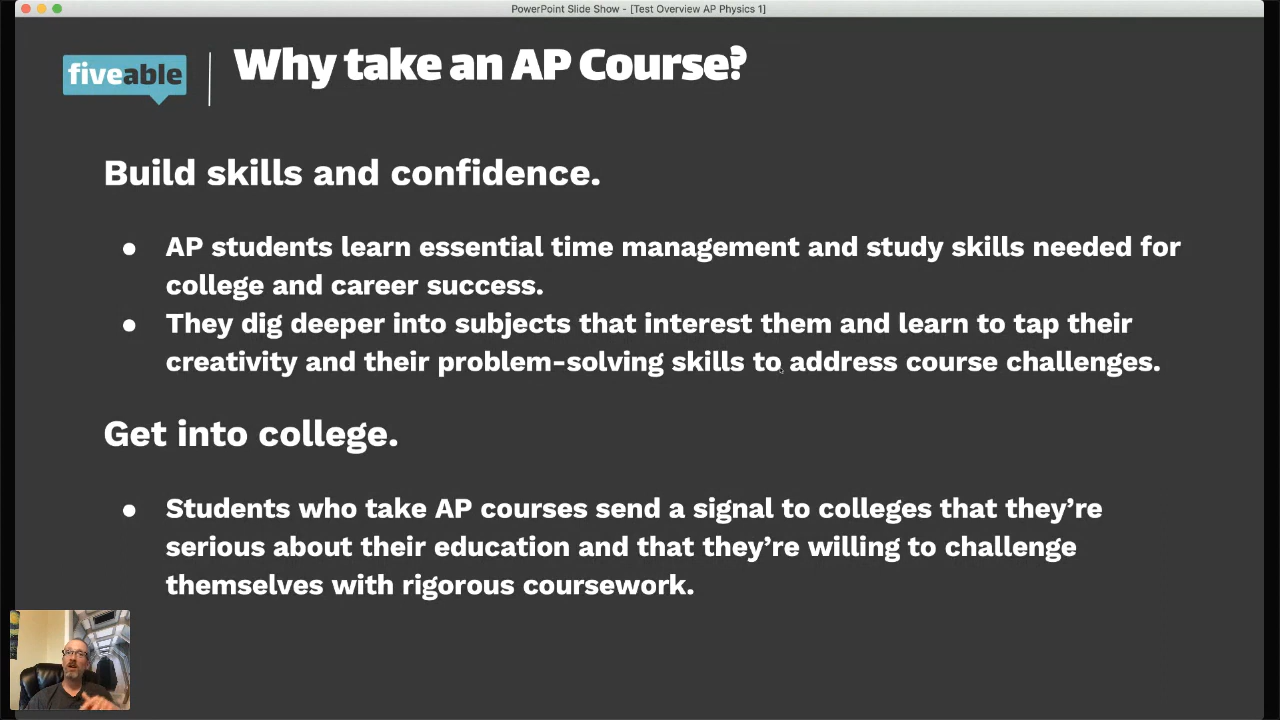 PowerPoint Slide Show - [Test Overview AP Physics 1]
fiveable
Why take an AP Course?
Build skills and confidence.
● AP students learn essential time management and study skills needed for
college and career success.
● They dig deeper into subjects that interest them and learn to tap their
creativity and their problem-solving skills to address course challenges.
Get into college.
● Students who take AP courses send a signal to colleges that they’re
serious about their education and that they’re willing to challenge
themselves with rigorous coursework.